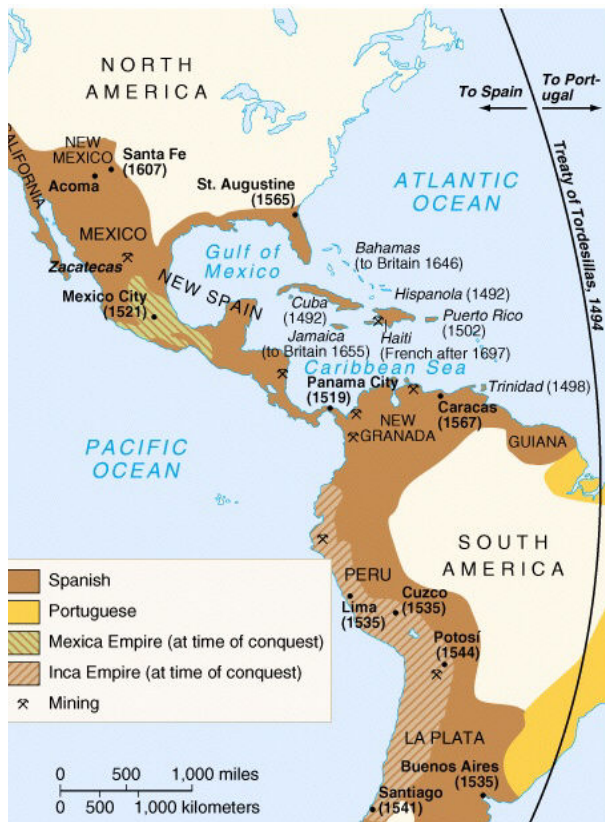 NORTH
AMERICA
To Spain
To Port-
ugal
Treaty of Tordesillas, 1494
CALIFORNIA
NEW
MEXICO
Santa Fe
(1607)
Acoma
St. Augustine
(1565)
ATLANTIC
OCEAN
MEXICO
Gulf of
Mexico
Bahamas
(to Britain 1646)
Zacatecas
NEW SPAIN
Mexico City
(1521)
Cuba
(1492)
Hispanola (1492)
Puerto Rico
(1502)
Jamaica
(to Britain 1655)
Haiti
(French after 1697)
Caribbean Sea
Panama City
(1519)
Trinidad (1498)
Caracas
(1567)
NEW
GRANADA
GUIANA
PACIFIC
OCEAN
SOUTH
AMERICA
PERU
Lima
(1535)
Cuzco
(1535)
Potosí
(1544)
LA PLATA
Buenos Aires
(1535)
Santiago
(1541)
Spanish
Portuguese
Mexica Empire (at time of conquest)
Inca Empire (at time of conquest)
Mining
0 500 1,000 miles
0 500 1,000 kilometers